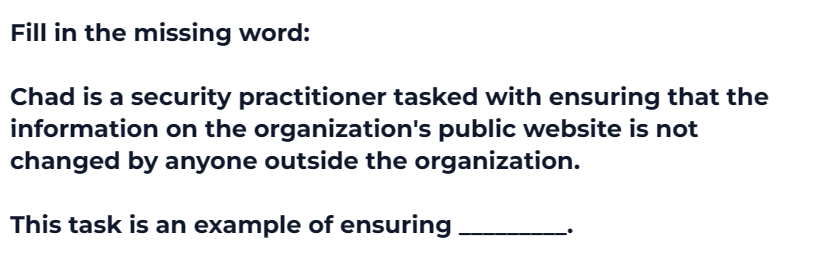 Fill in the missing word:
Chad is a security practitioner tasked with ensuring that the
information on the organization's public website is not
changed by anyone outside the organization.
This task is an example of ensuring _________.